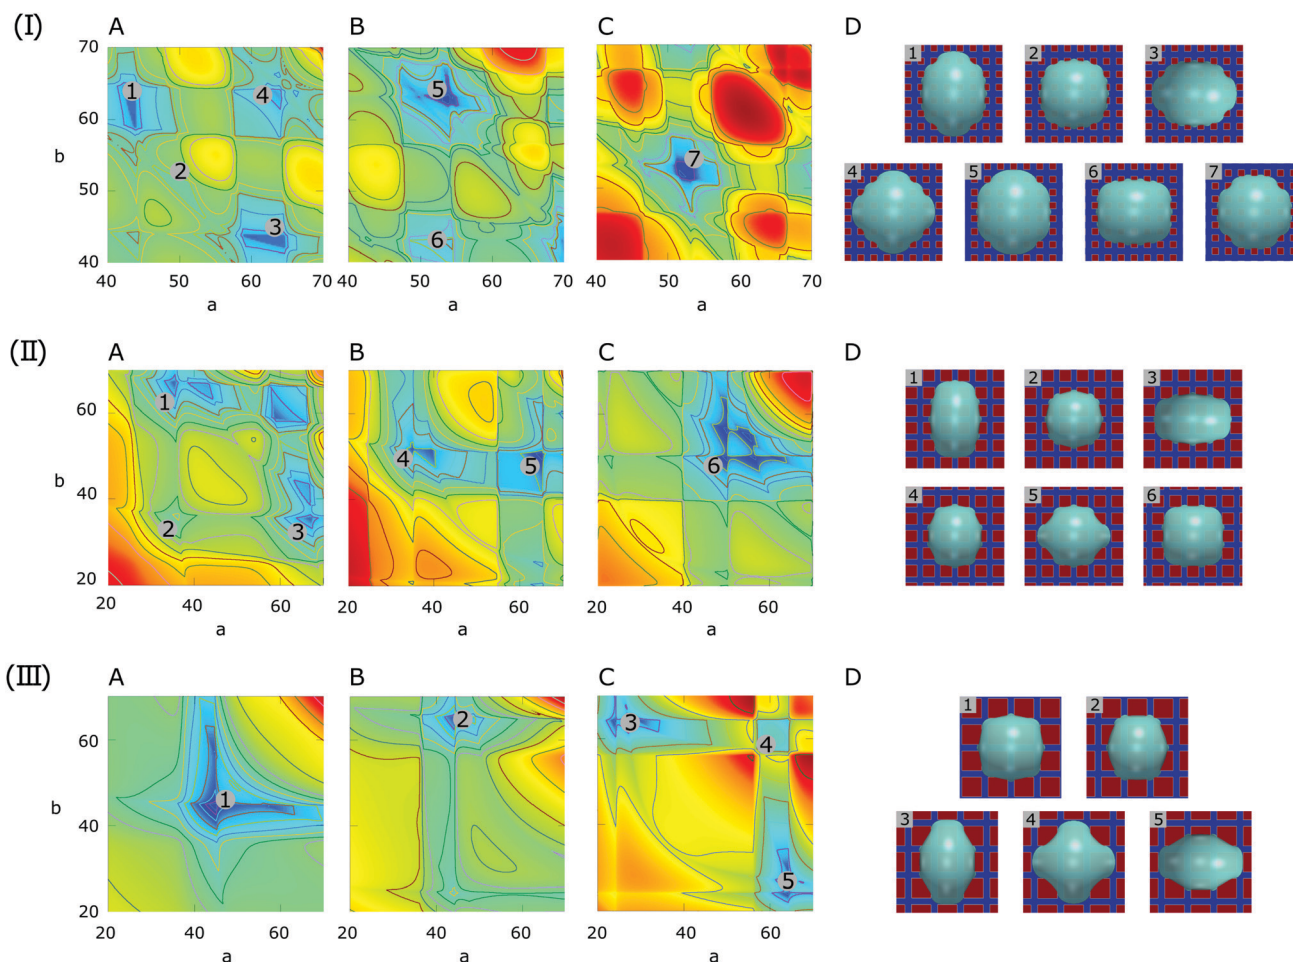 (I) A B C D
70
60
b
50
40
40 50 60 70 40 50 60 70 40 50 60 70
a a a
1 2 3 4
5 6
7
1 2 3
4 5 6 7
(II) A B C D
60
b
40
20
20 40 60 20 40 60 20 40 60
a a a
1 2 3
4 5
6
1 2 3
4 5 6
(III) A B C D
60
b
40
20
20 40 60 20 40 60 20 40 60
a a a
1
2
3 4 5
1 2
3 4 5